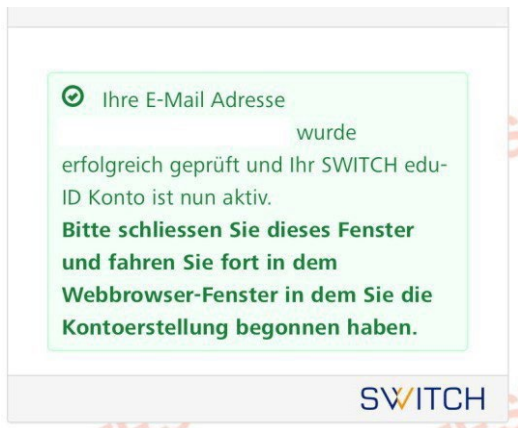 Ihre E-Mail Adresse
wurde
erfolgreich geprüft und Ihr SWITCH edu-
ID Konto ist nun aktiv.
Bitte schliessen Sie dieses Fenster
und fahren Sie fort in dem
Webbrowser-Fenster in dem Sie die
Kontoerstellung begonnen haben.
SWITCH